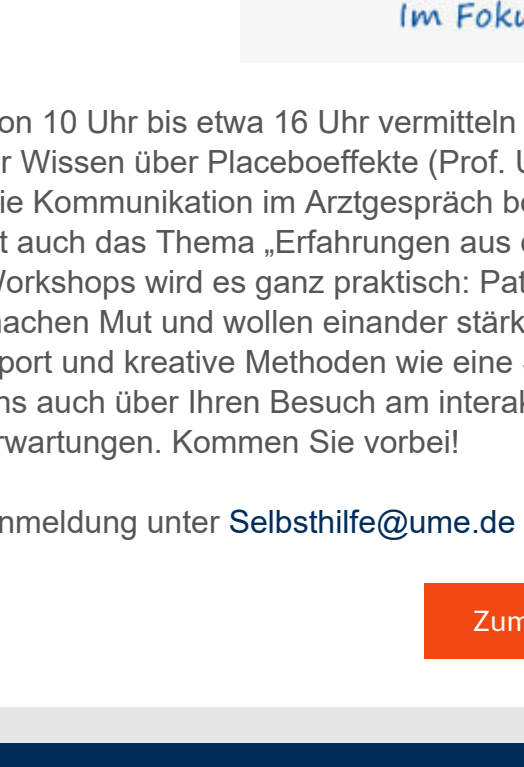 Im Foku
on 10 Uhr bis etwa 16 Uhr vermitteln
r Wissen über Placeboeffekte (Prof. U
ie Kommunikation im Arztgespräch be
t auch das Thema „Erfahrungen aus
Workshops wird es ganz praktisch: Pat
machen Mut und wollen einander stärk
port und kreative Methoden wie eine
ns auch über Ihren Besuch am interak
rwartungen. Kommen Sie vorbei!
nmeldung unter Selbsthilfe@ume.de
Zum